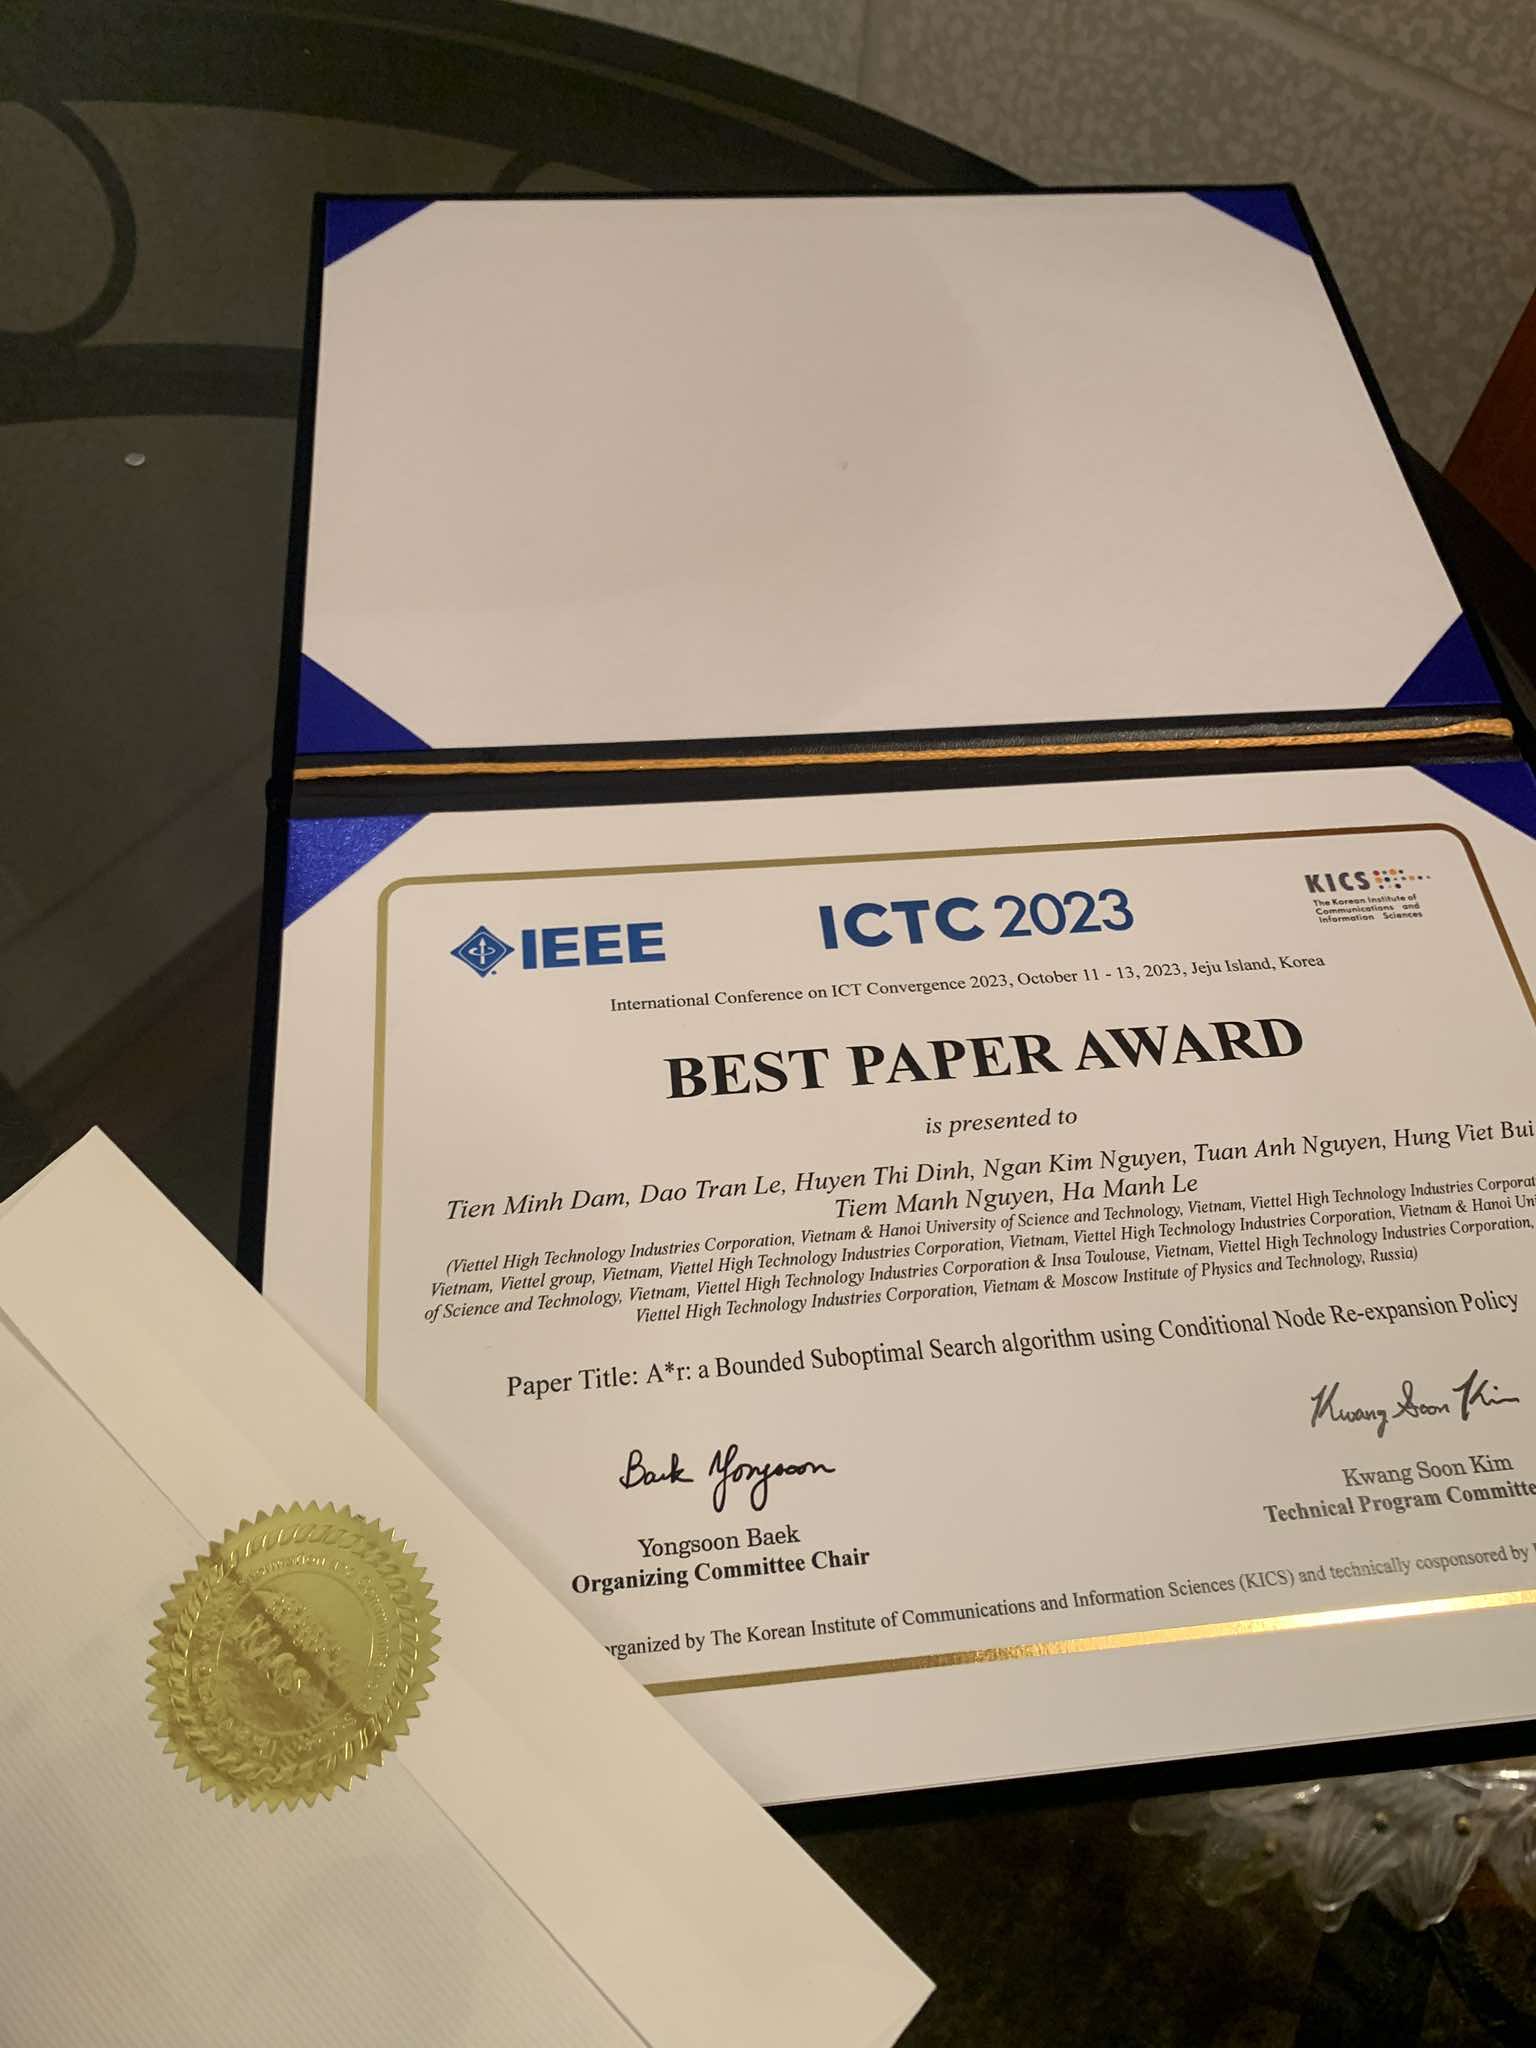 IEEE
ICTC 2023
KICS
The Korean Institute of
Communications and
Information Sciences
International Conference on ICT Convergence 2023, October 11 - 13, 2023, Jeju Island, Korea
BEST PAPER AWARD
is presented to
Tien Minh Dam, Dao Tran Le, Huyen Thi Dinh, Ngan Kim Nguyen, Tuan Anh Nguyen, Hung Viet Bui
Tiem Manh Nguyen, Ha Manh Le
(Viettel High Technology Industries Corporation, Vietnam & Hanoi University of Science and Technology, Vietnam, Viettel High Technology Industries Corporat
Vietnam, Viettel group, Vietnam, Viettel High Technology Industries Corporation, Vietnam, Viettel High Technology Industries Corporation, Vietnam & Hanoi Uni
of Science and Technology, Vietnam, Viettel High Technology Industries Corporation & Insa Toulouse, Vietnam, Viettel High Technology Industries Corporation,
Viettel High Technology Industries Corporation, Vietnam & Moscow Institute of Physics and Technology, Russia)
Paper Title: A*r: a Bounded Suboptimal Search algorithm using Conditional Node Re-expansion Policy
Baek Yongsoon
Kwang Soon Kim
Yongsoon Baek
Organizing Committee Chair
Kwang Soon Kim
Technical Program Committe
rganized by The Korean Institute of Communications and Information Sciences (KICS) and technically cosponsored by